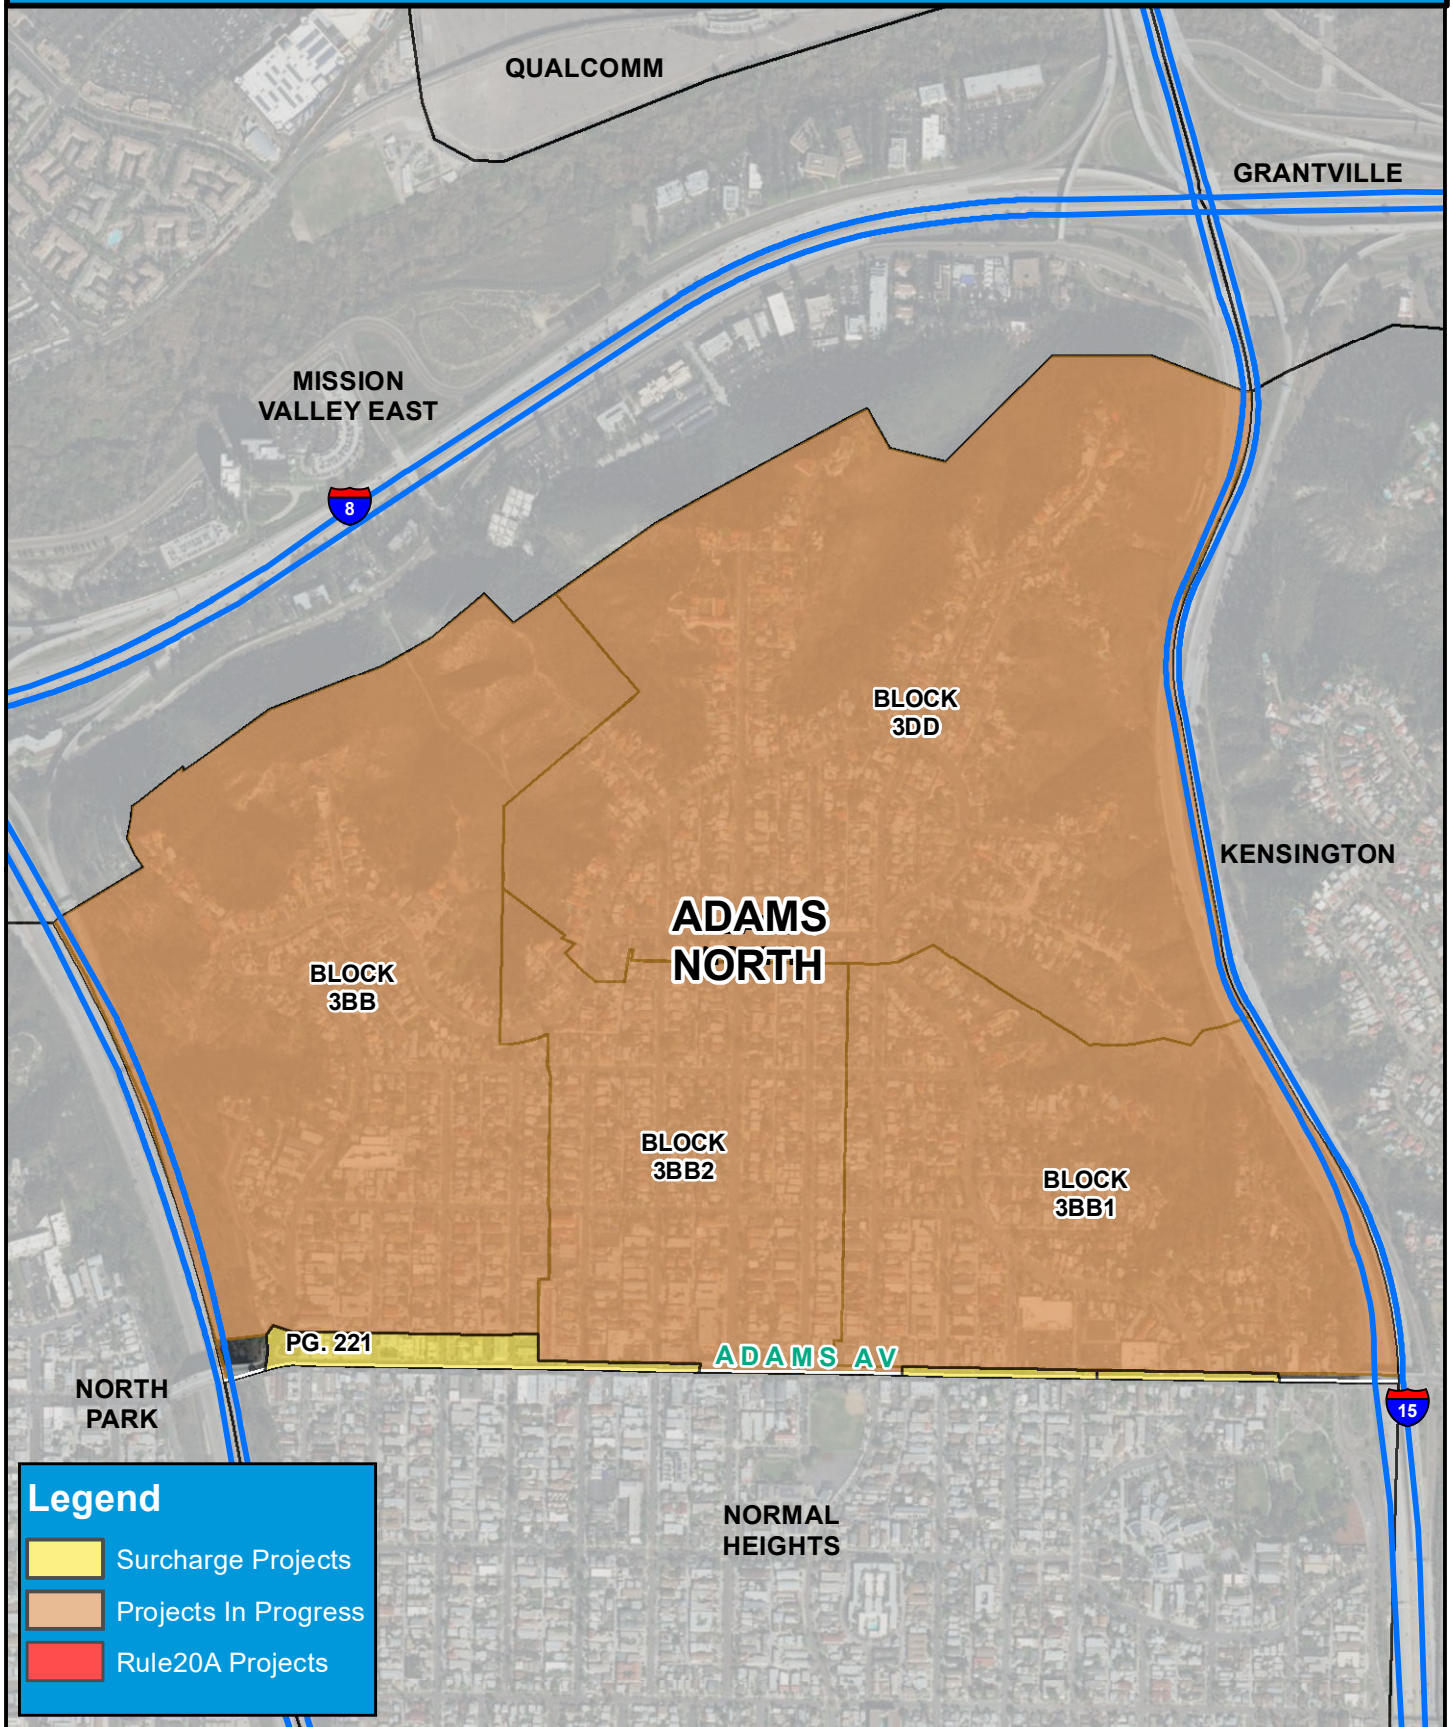 QUALCOMM
GRANTVILLE
MISSION
VALLEY EAST
8
BLOCK
3DD
KENSINGTON
ADAMS
NORTH
BLOCK
3BB
BLOCK
3BB2
BLOCK
3BB1
PG. 221
ADAMS AV
NORTH
PARK
15
Legend
Surcharge Projects
Projects In Progress
Rule20A Projects
NORMAL
HEIGHTS